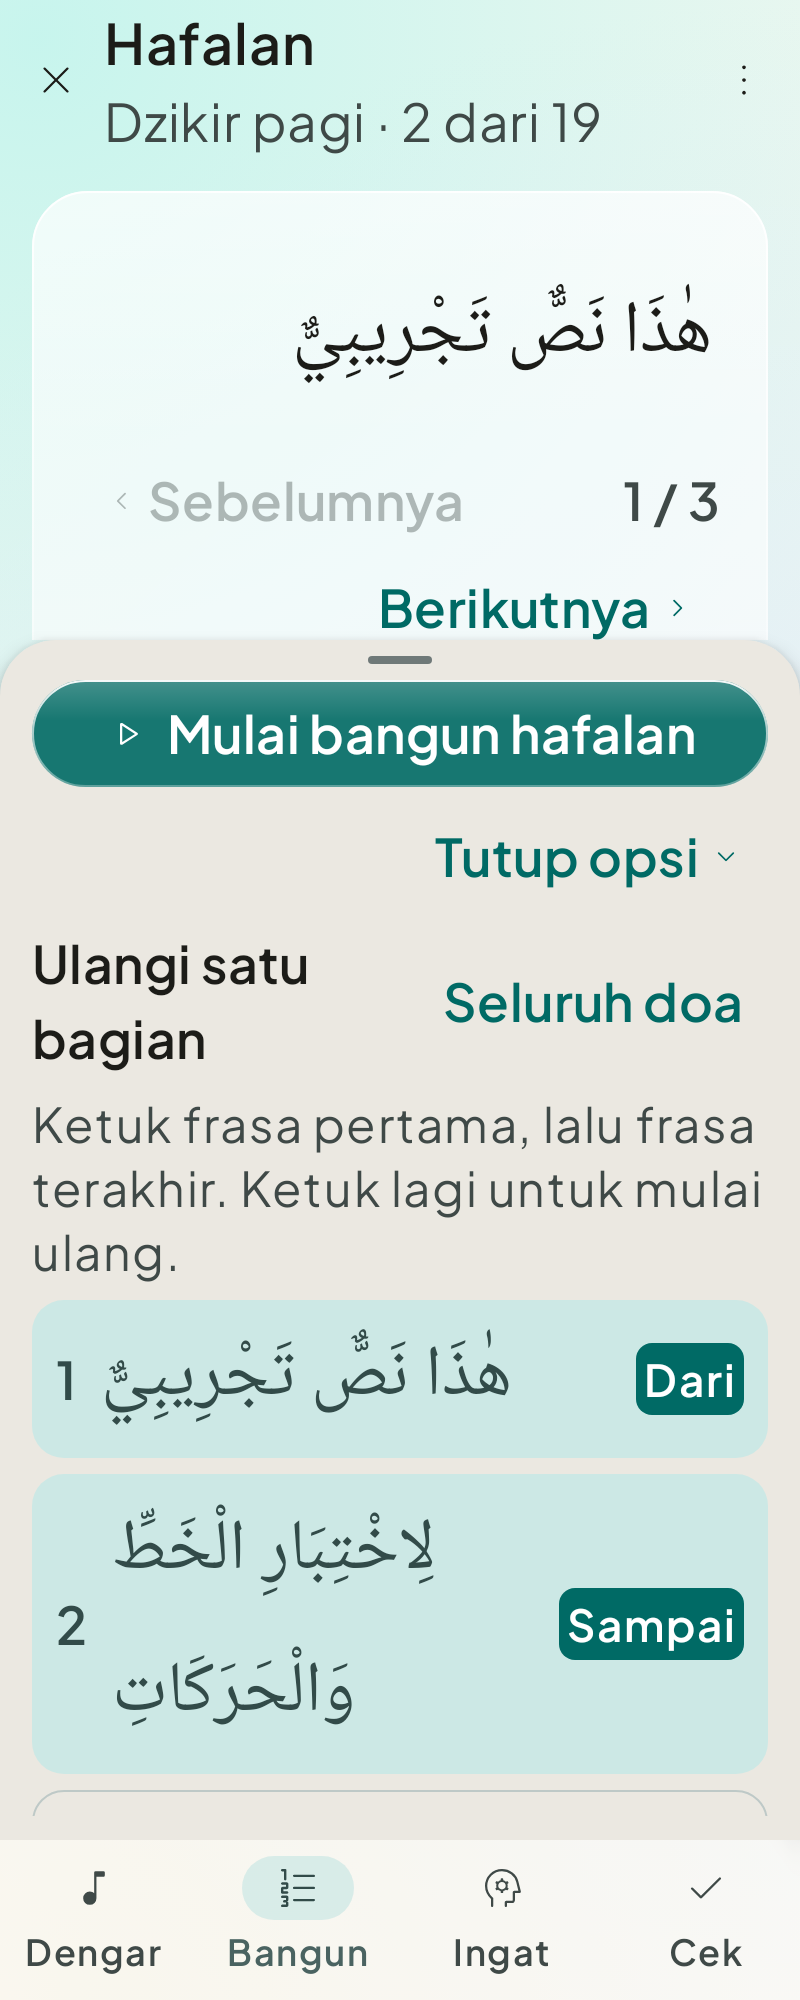 Hafalan
Dzikir pagi · 2 dari 19
هٰذَا نَصٌّ تَجْرِيبِيٌّ
Sebelumnya
1 / 3
Berikutnya
Mulai bangun hafalan
Tutup opsi
Ulangi satu
bagian
Seluruh doa
Ketuk frasa pertama, lalu frasa
terakhir. Ketuk lagi untuk mulai
ulang.
1 هٰذَا نَصٌّ تَجْرِيبِيٌّ Dari
لِاخْتِبَارِ الْخَطِّ
2 Sampai
وَالْحَرَكَاتِ
Dengar
Bangun
Ingat
Cek